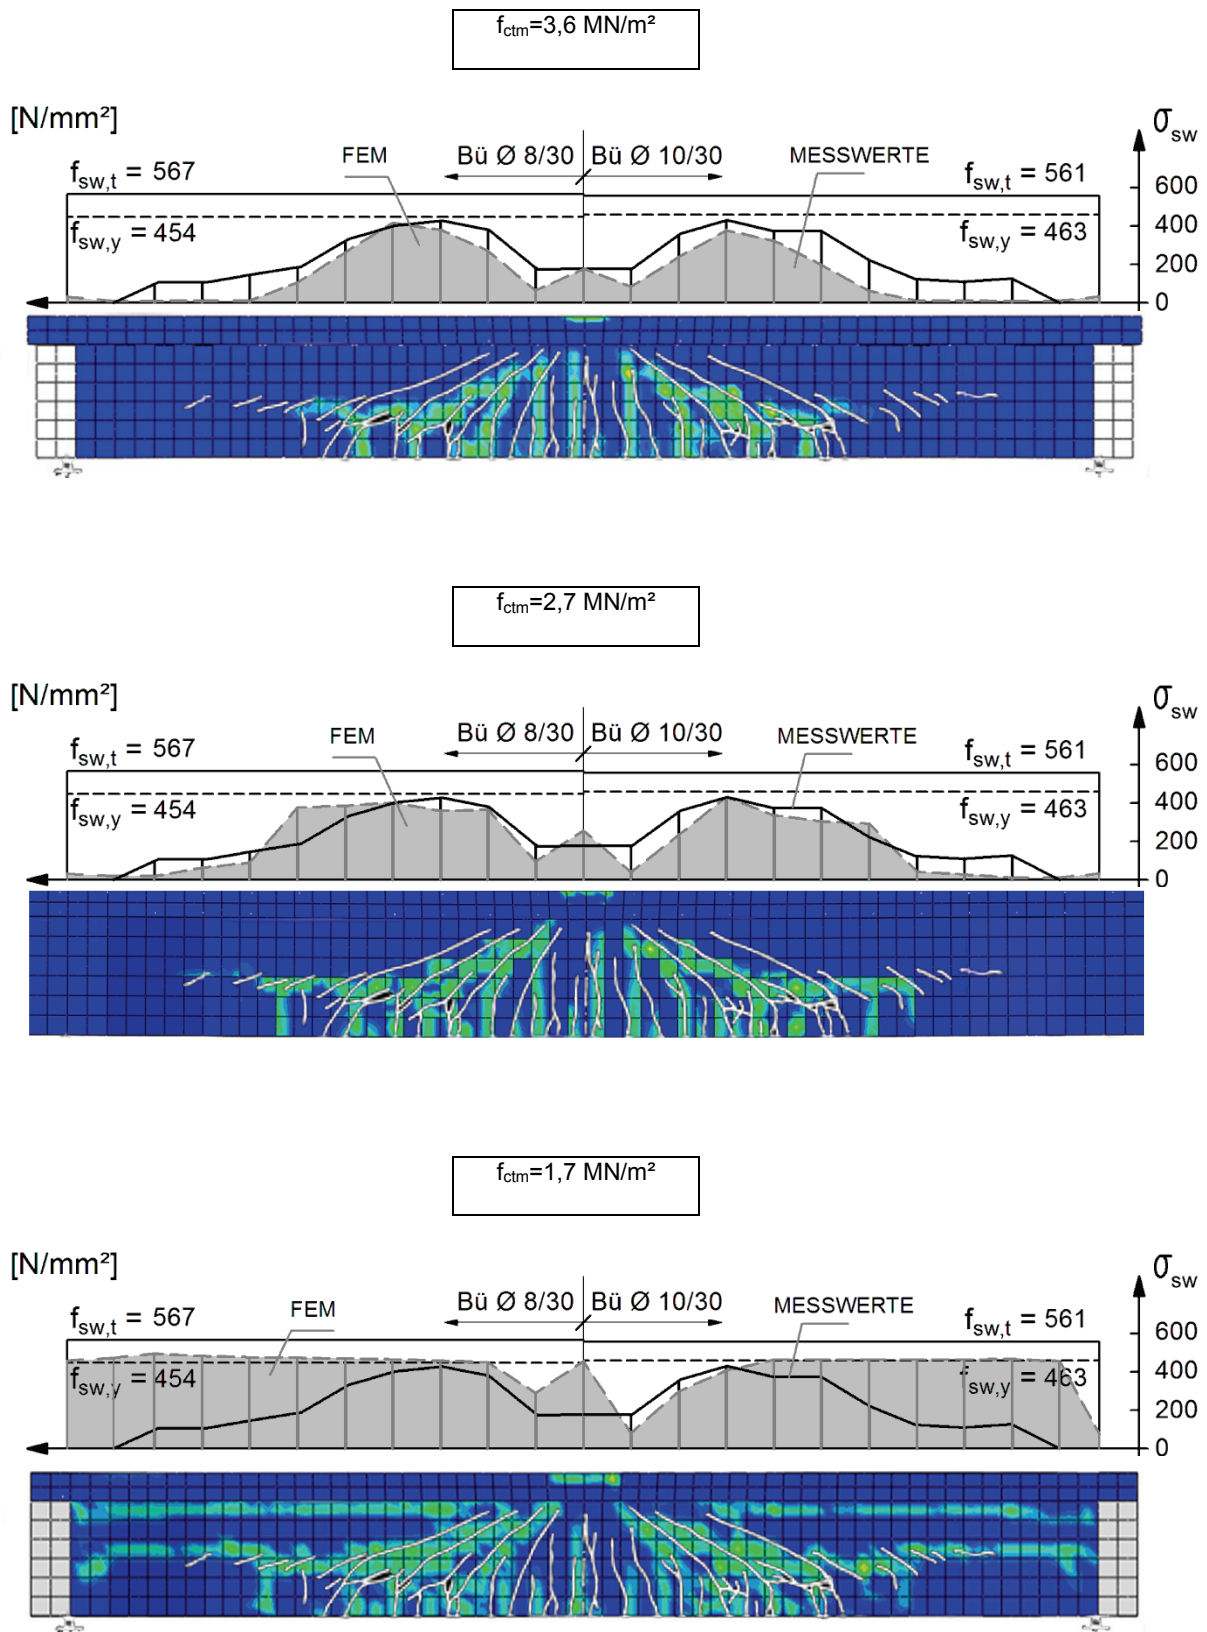 fctm=3,6 MN/m²
[N/mm²]
σsw
fsw,t = 567
FEM
Bü Ø 8/30
Bü Ø 10/30
MESSWERTE
fsw,t = 561
600
fsw,y = 454
fsw,y = 463
400
200
0
fctm=2,7 MN/m²
[N/mm²]
σsw
fsw,t = 567
FEM
Bü Ø 8/30
Bü Ø 10/30
MESSWERTE
fsw,t = 561
600
fsw,y = 454
fsw,y = 463
400
200
0
fctm=1,7 MN/m²
[N/mm²]
σsw
fsw,t = 567
FEM
Bü Ø 8/30
Bü Ø 10/30
MESSWERTE
fsw,t = 561
600
fsw,y = 454
fsw,y = 463
400
200
0